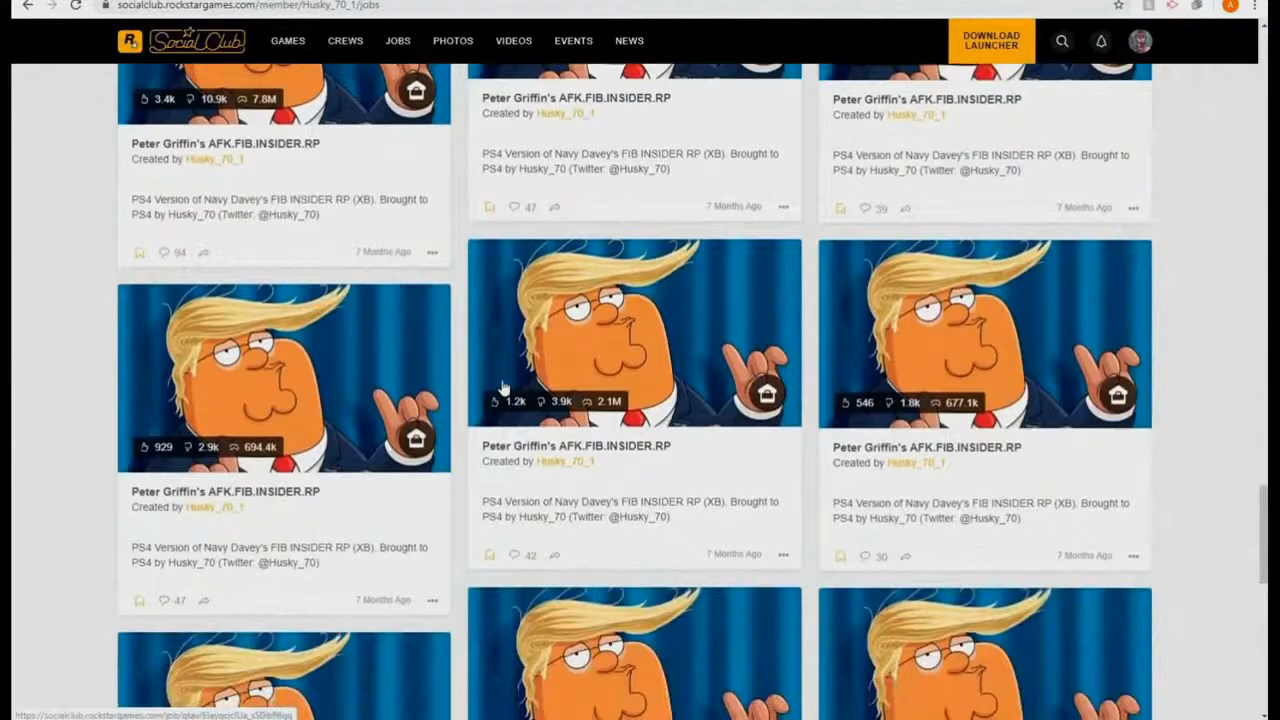 socialclub.rockstargames.com/member/Husky_70_1/jobs
A
R
Social Club
GAMES
CREWS
JOBS
PHOTOS
VIDEOS
EVENTS
NEWS
DOWNLOAD
LAUNCHER
3.4k 10.9k 7.8M
Peter Griffin's AFK.FIB.INSIDER.RP
Created by Husky_70_1
PS4 Version of Navy Davey's FIB INSIDER RP (XB). Brought to
PS4 by Husky_70 (Twitter: @Husky_70)
94
7 Months Ago
Peter Griffin's AFK.FIB.INSIDER.RP
Created by Husky_70_1
PS4 Version of Navy Davey's FIB INSIDER RP (XB). Brought to
PS4 by Husky_70 (Twitter: @Husky_70)
47
7 Months Ago
Peter Griffin's AFK.FIB.INSIDER.RP
Created by Husky_70_1
PS4 Version of Navy Davey's FIB INSIDER RP (XB). Brought to
PS4 by Husky_70 (Twitter: @Husky_70)
39
7 Months Ago
929 2.9k 694.4k
Peter Griffin's AFK.FIB.INSIDER.RP
Created by Husky_70_1
PS4 Version of Navy Davey's FIB INSIDER RP (XB). Brought to
PS4 by Husky_70 (Twitter: @Husky_70)
47
7 Months Ago
1.2k 3.9k 2.1M
Peter Griffin's AFK.FIB.INSIDER.RP
Created by Husky_70_1
PS4 Version of Navy Davey's FIB INSIDER RP (XB). Brought to
PS4 by Husky_70 (Twitter: @Husky_70)
42
7 Months Ago
546 1.8k 677.1k
Peter Griffin's AFK.FIB.INSIDER.RP
Created by Husky_70_1
PS4 Version of Navy Davey's FIB INSIDER RP (XB). Brought to
PS4 by Husky_70 (Twitter: @Husky_70)
30
7 Months Ago